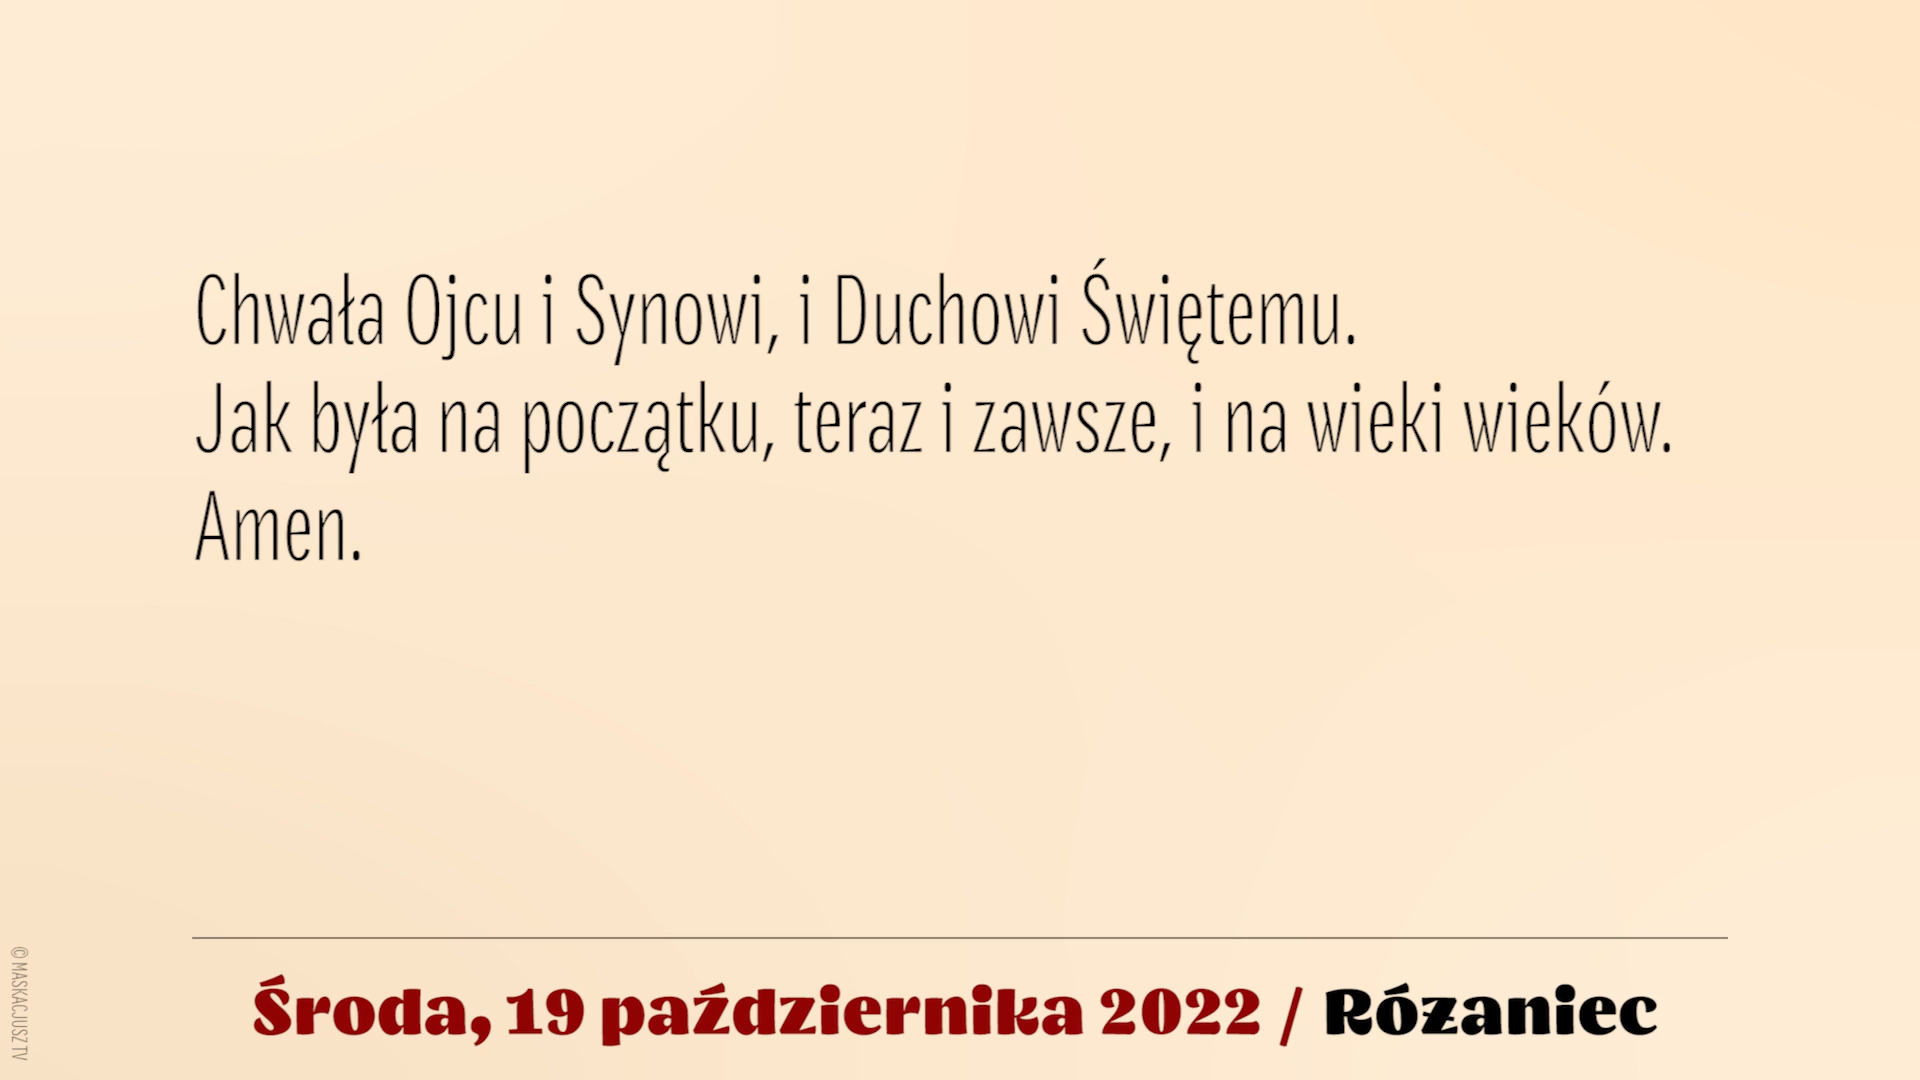 Chwała Ojcu i Synowi, i Duchowi Świętemu.
Jak była na początku, teraz i zawsze, i na wieki wieków.
Amen.
Środa, 19 października 2022 / Różaniec
© MASKACJUSZ TV